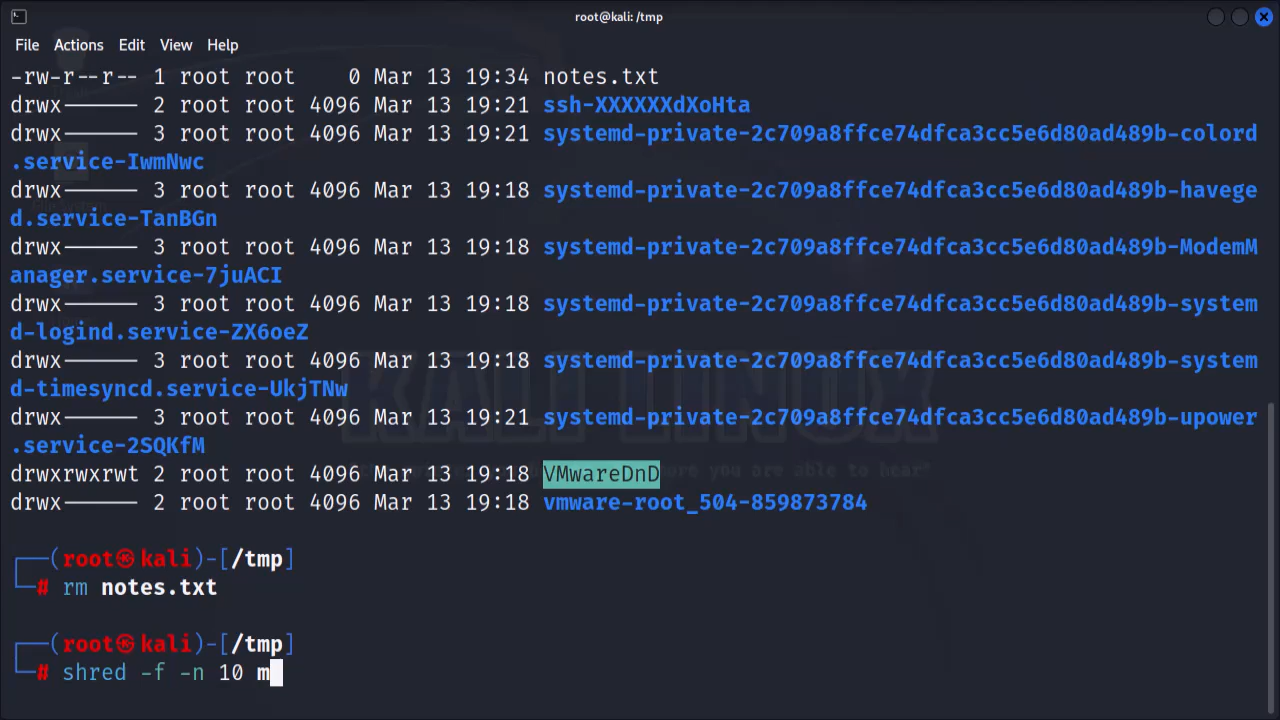 root@kali: /tmp
File Actions Edit View Help
-rw-r--r-- 1 root root 0 Mar 13 19:34 notes.txt
drwx------ 2 root root 4096 Mar 13 19:21 ssh-XXXXXXdXoHta
drwx------ 3 root root 4096 Mar 13 19:21 systemd-private-2c709a8ffce74dfca3cc5e6d80ad489b-colord
.service-IwmNwc
drwx------ 3 root root 4096 Mar 13 19:18 systemd-private-2c709a8ffce74dfca3cc5e6d80ad489b-havege
d.service-TanBGn
drwx------ 3 root root 4096 Mar 13 19:18 systemd-private-2c709a8ffce74dfca3cc5e6d80ad489b-ModemM
anager.service-7juACI
drwx------ 3 root root 4096 Mar 13 19:18 systemd-private-2c709a8ffce74dfca3cc5e6d80ad489b-system
d-logind.service-ZX6oeZ
drwx------ 3 root root 4096 Mar 13 19:18 systemd-private-2c709a8ffce74dfca3cc5e6d80ad489b-system
d-timesyncd.service-UkjTNw
drwx------ 3 root root 4096 Mar 13 19:21 systemd-private-2c709a8ffce74dfca3cc5e6d80ad489b-upower
.service-2SQKfM
drwxrwxrwt 2 root root 4096 Mar 13 19:18 VMwareDnD
drwx------ 2 root root 4096 Mar 13 19:18 vmware-root_504-859873784
┌──(root㉿kali)-[/tmp]
└─# rm notes.txt
┌──(root㉿kali)-[/tmp]
└─# shred -f -n 10 m
KALI LINUX
more you are able to hear"